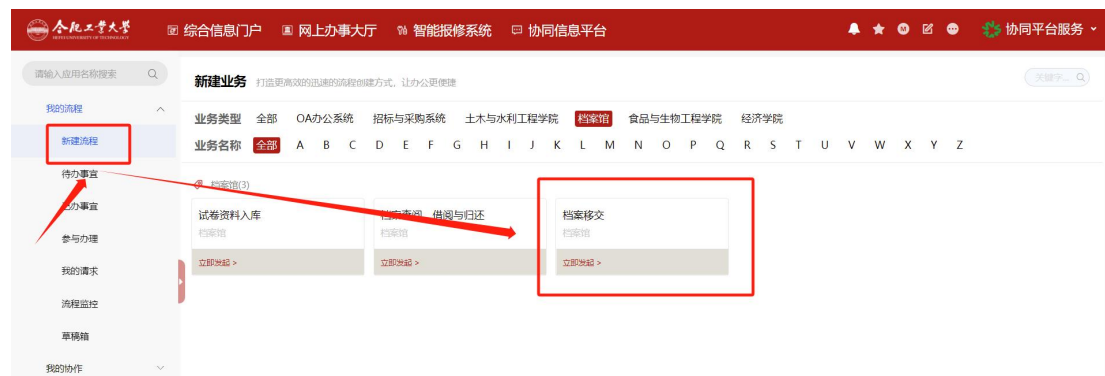 合肥工业大学
HEFEI UNIVERSITY OF TECHNOLOGY
综合信息门户 网上办事大厅 智能报修系统 协同信息平台 协同平台服务
请输入应用名称搜索
新建业务 打造更高效的迅速的流程创建方式，让办公更便捷
关键字...
我的流程
业务类型 全部 OA办公系统 招标与采购系统 土木与水利工程学院 档案馆 食品与生物工程学院 经济学院
新建流程
业务名称 全部 A B C D E F G H I J K L M N O P Q R S T U V W X Y Z
待办事宜
档案馆(3)
已办事宜
试卷资料入库 档案查阅、借阅与归还 档案移交
档案馆 档案馆 档案馆
参与办理
立即发起 > 立即发起 > 立即发起 >
我的请求
流程监控
草稿箱
我的协作